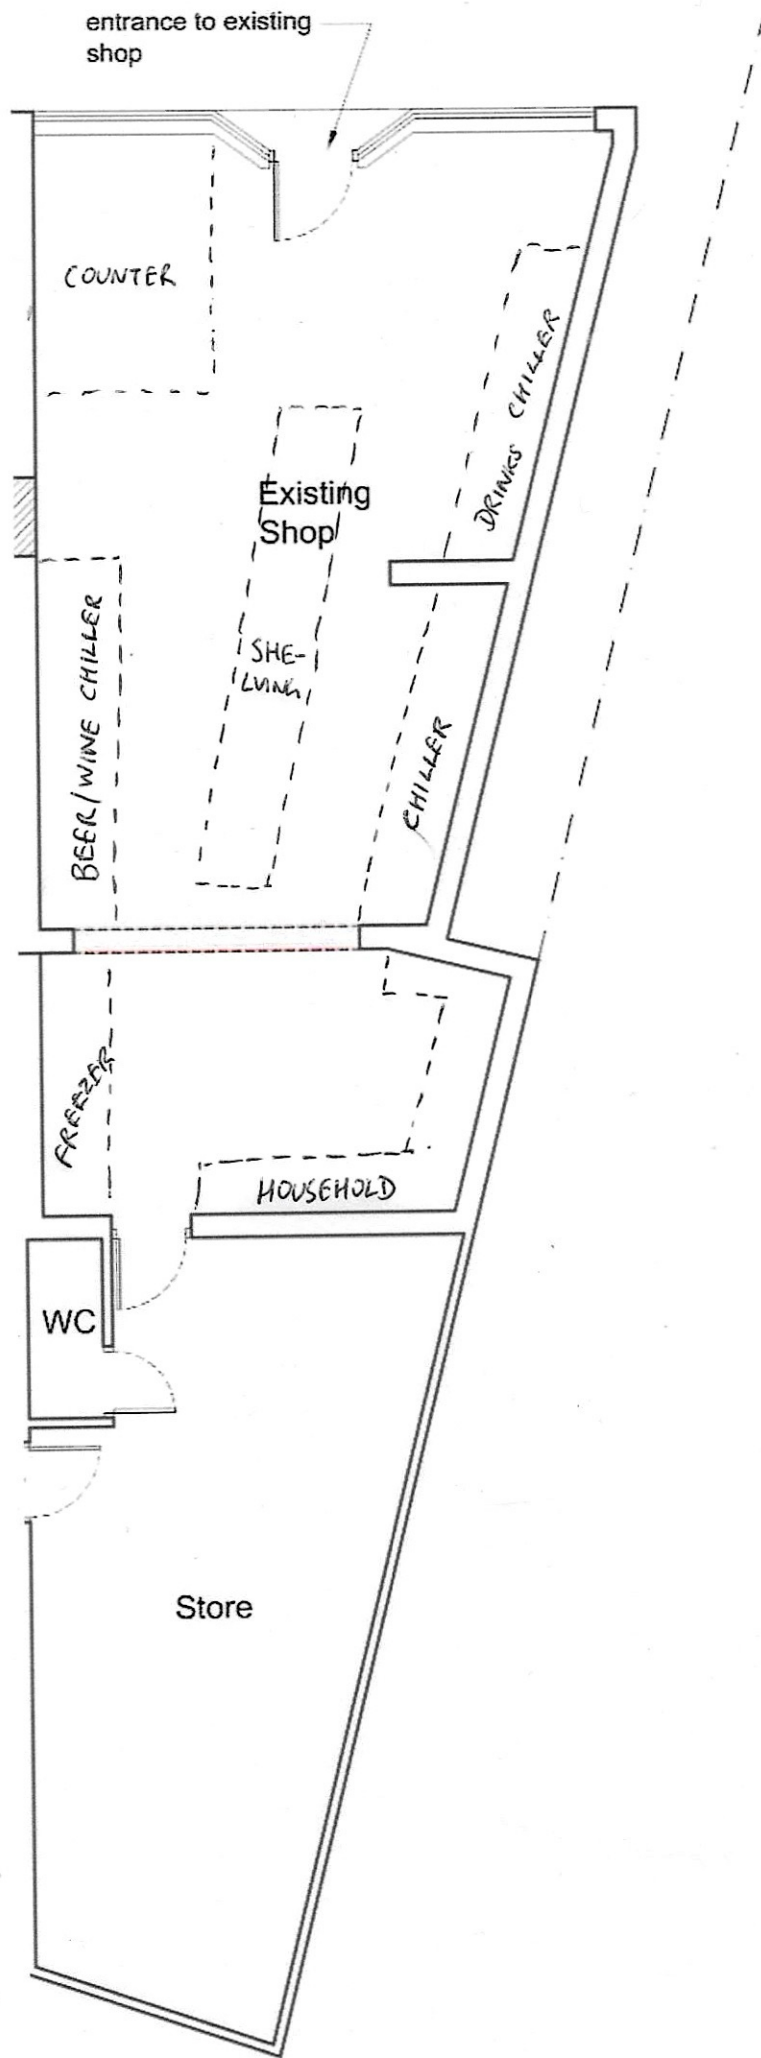 entrance to existing
shop
COUNTER
DRINKS CHILLER
Existing
Shop
BEER/WINE CHILLER
SHE-
LVING
CHILLER
FREEZER
HOUSEHOLD
WC
Store